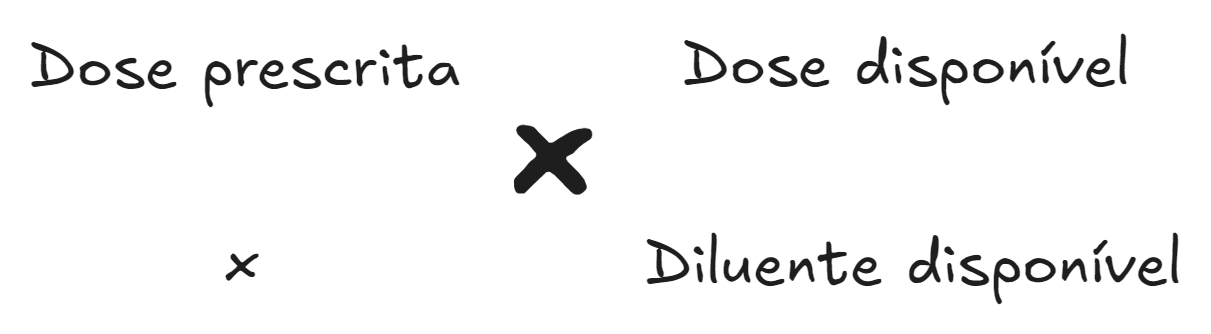 Dose prescrita
Dose disponível
×
x
Diluente disponível